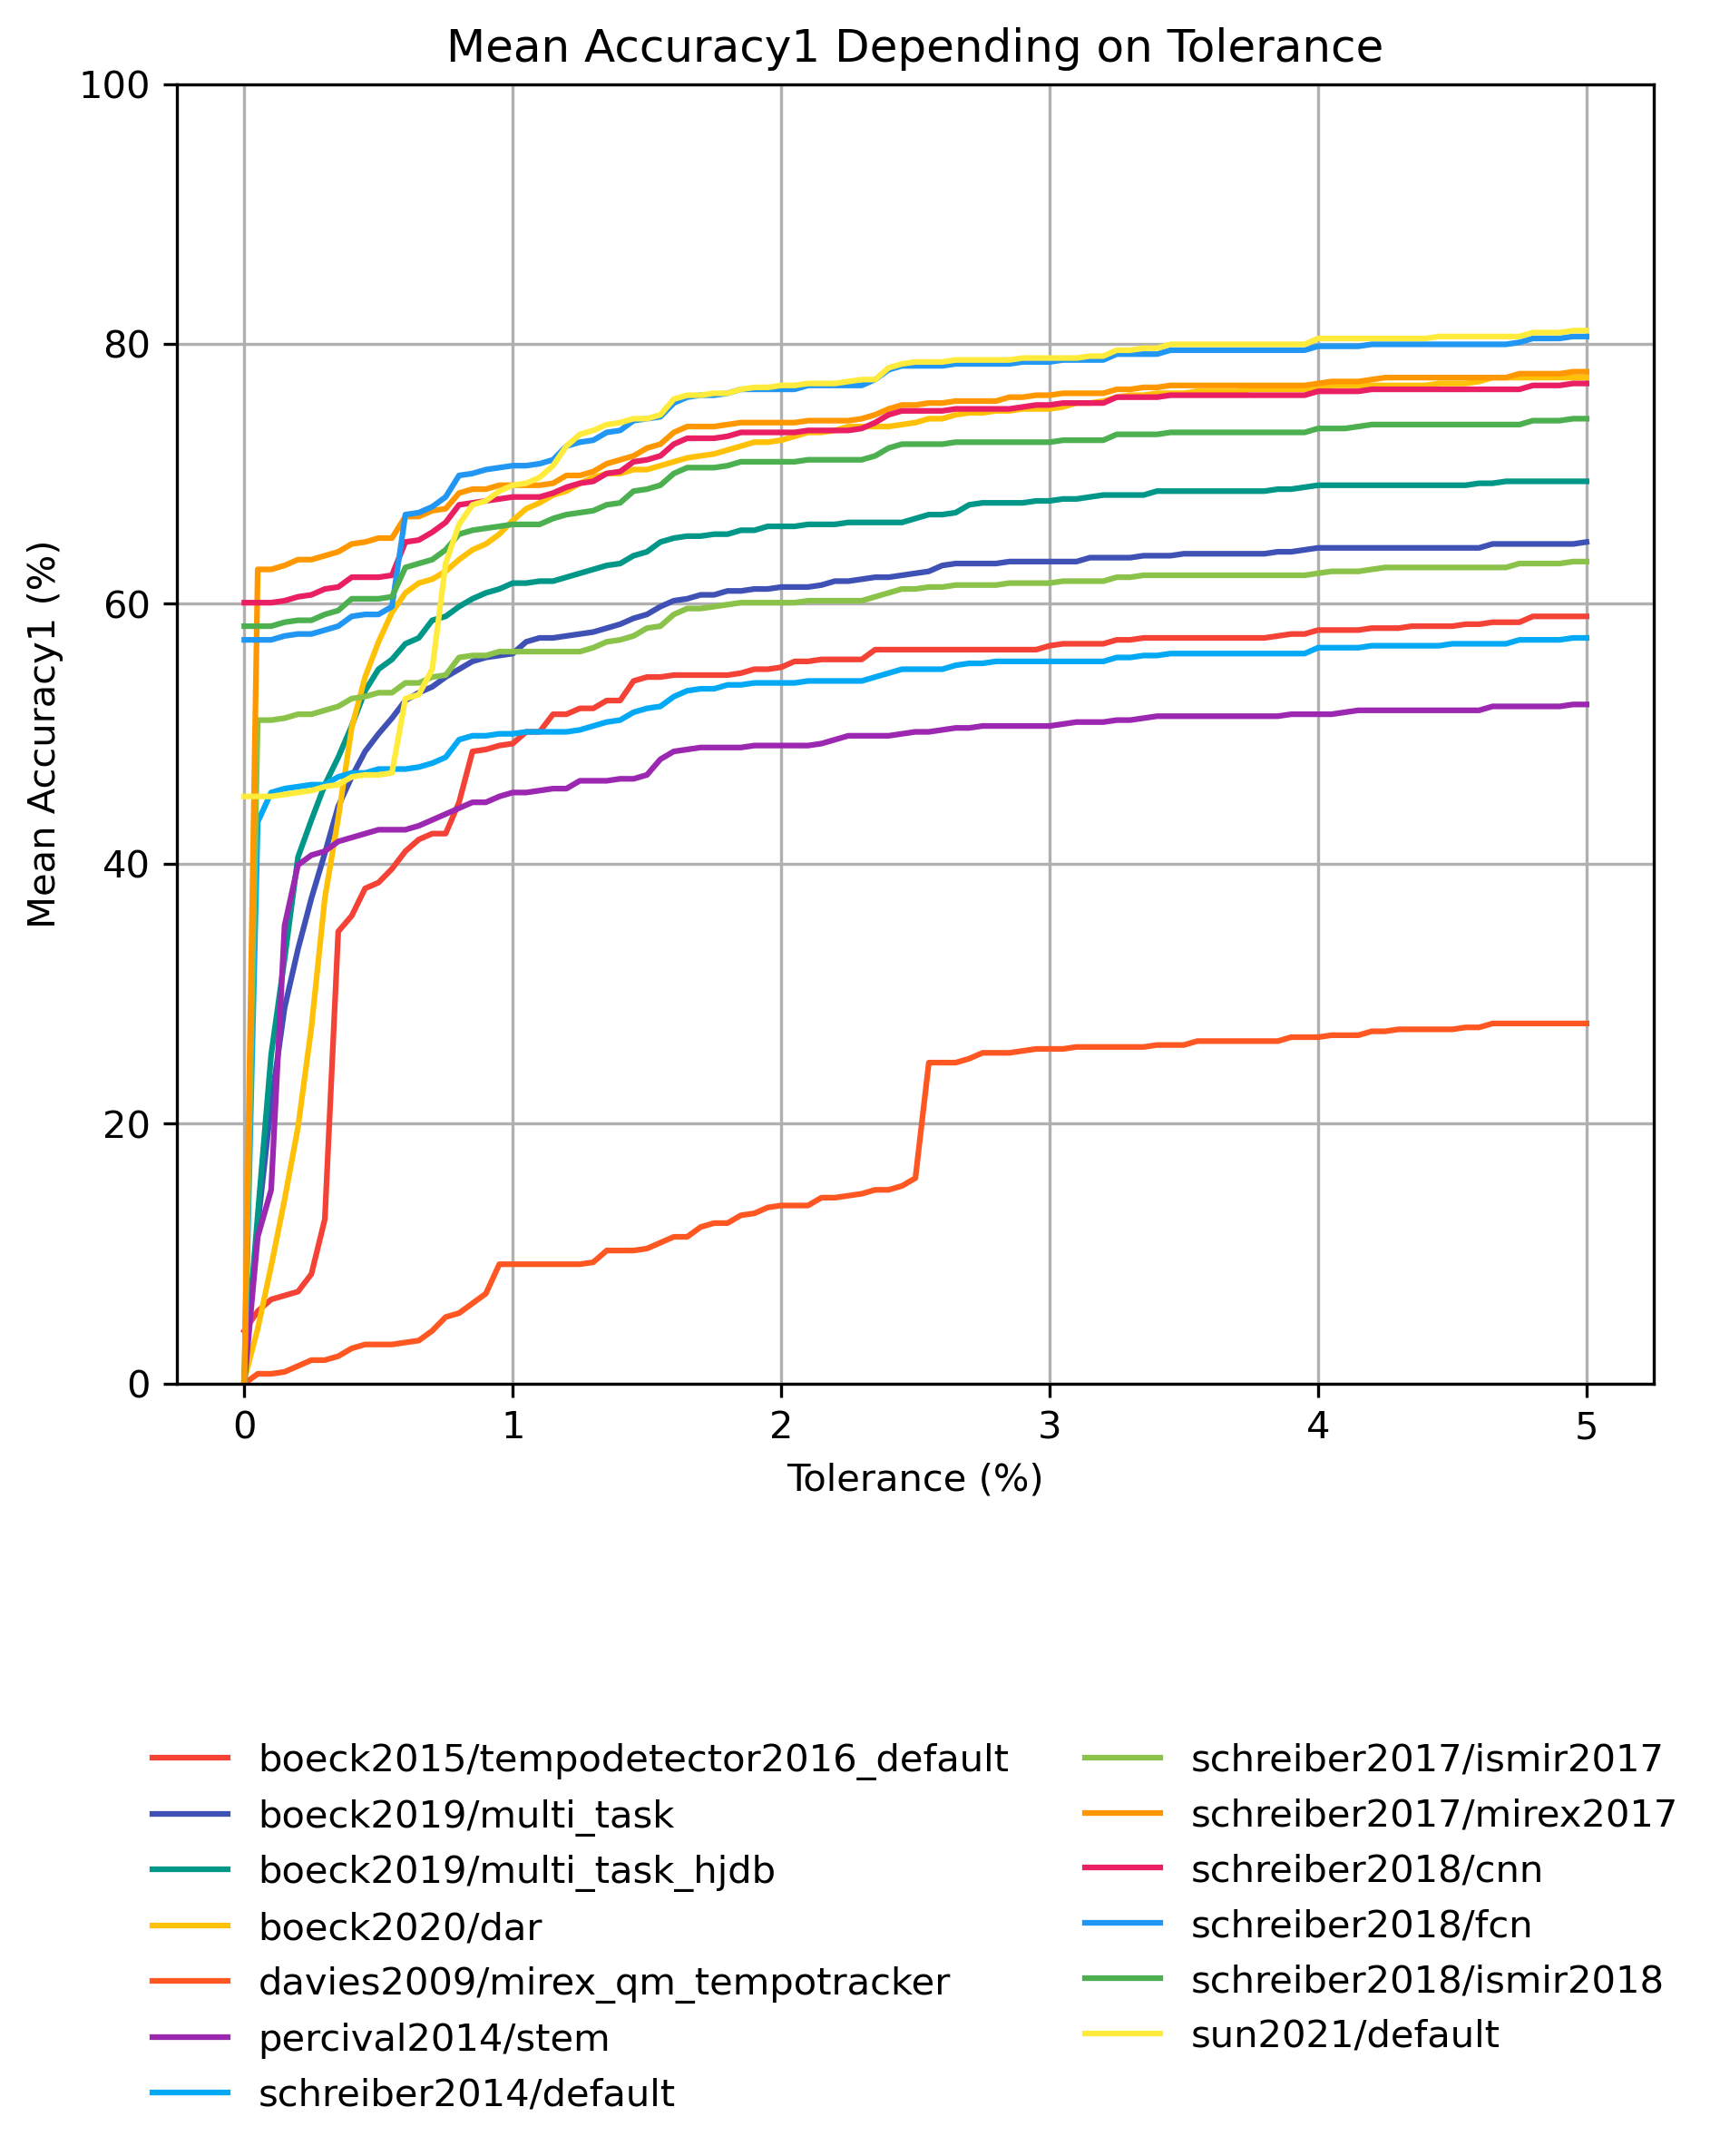 Mean Accuracy1 Depending on Tolerance
100
80
60
40
20
0
Mean Accuracy1 (%)
0 1 2 3 4 5
Tolerance (%)
boeck2015/tempodetector2016_default
boeck2019/multi_task
boeck2019/multi_task_hjdb
boeck2020/dar
davies2009/mirex_qm_tempotracker
percival2014/stem
schreiber2014/default
schreiber2017/ismir2017
schreiber2017/mirex2017
schreiber2018/cnn
schreiber2018/fcn
schreiber2018/ismir2018
sun2021/default